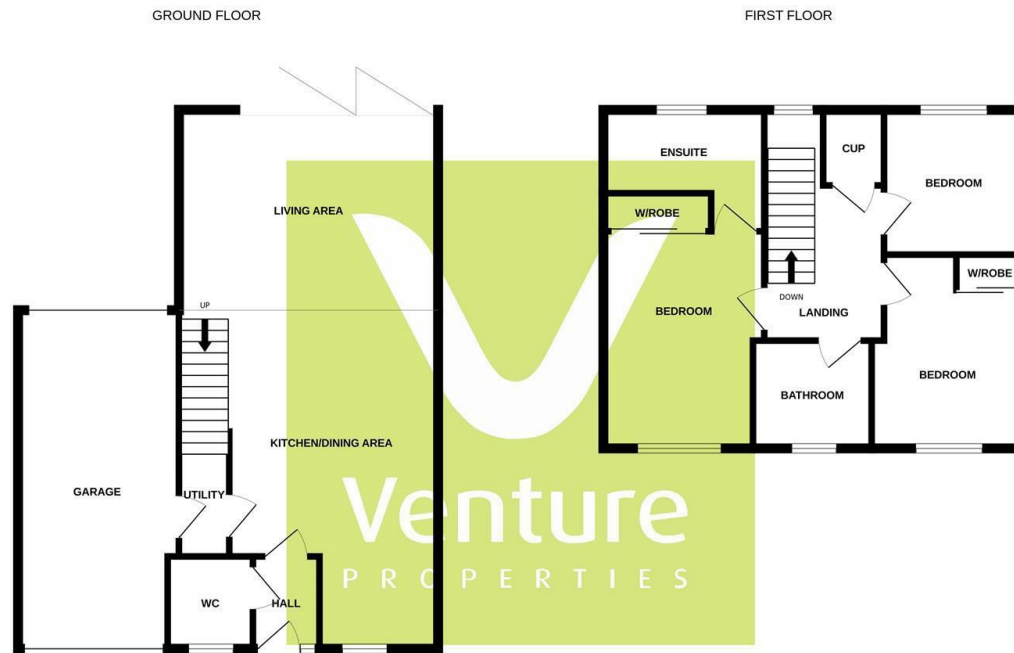 GROUND FLOOR
FIRST FLOOR
ENSUITE
CUP
BEDROOM
LIVING AREA
W/ROBE
W/ROBE
UP
DOWN
BEDROOM
LANDING
BEDROOM
BATHROOM
KITCHEN/DINING AREA
GARAGE
UTILITY
Venture
PROPERTIES
WC
HALL